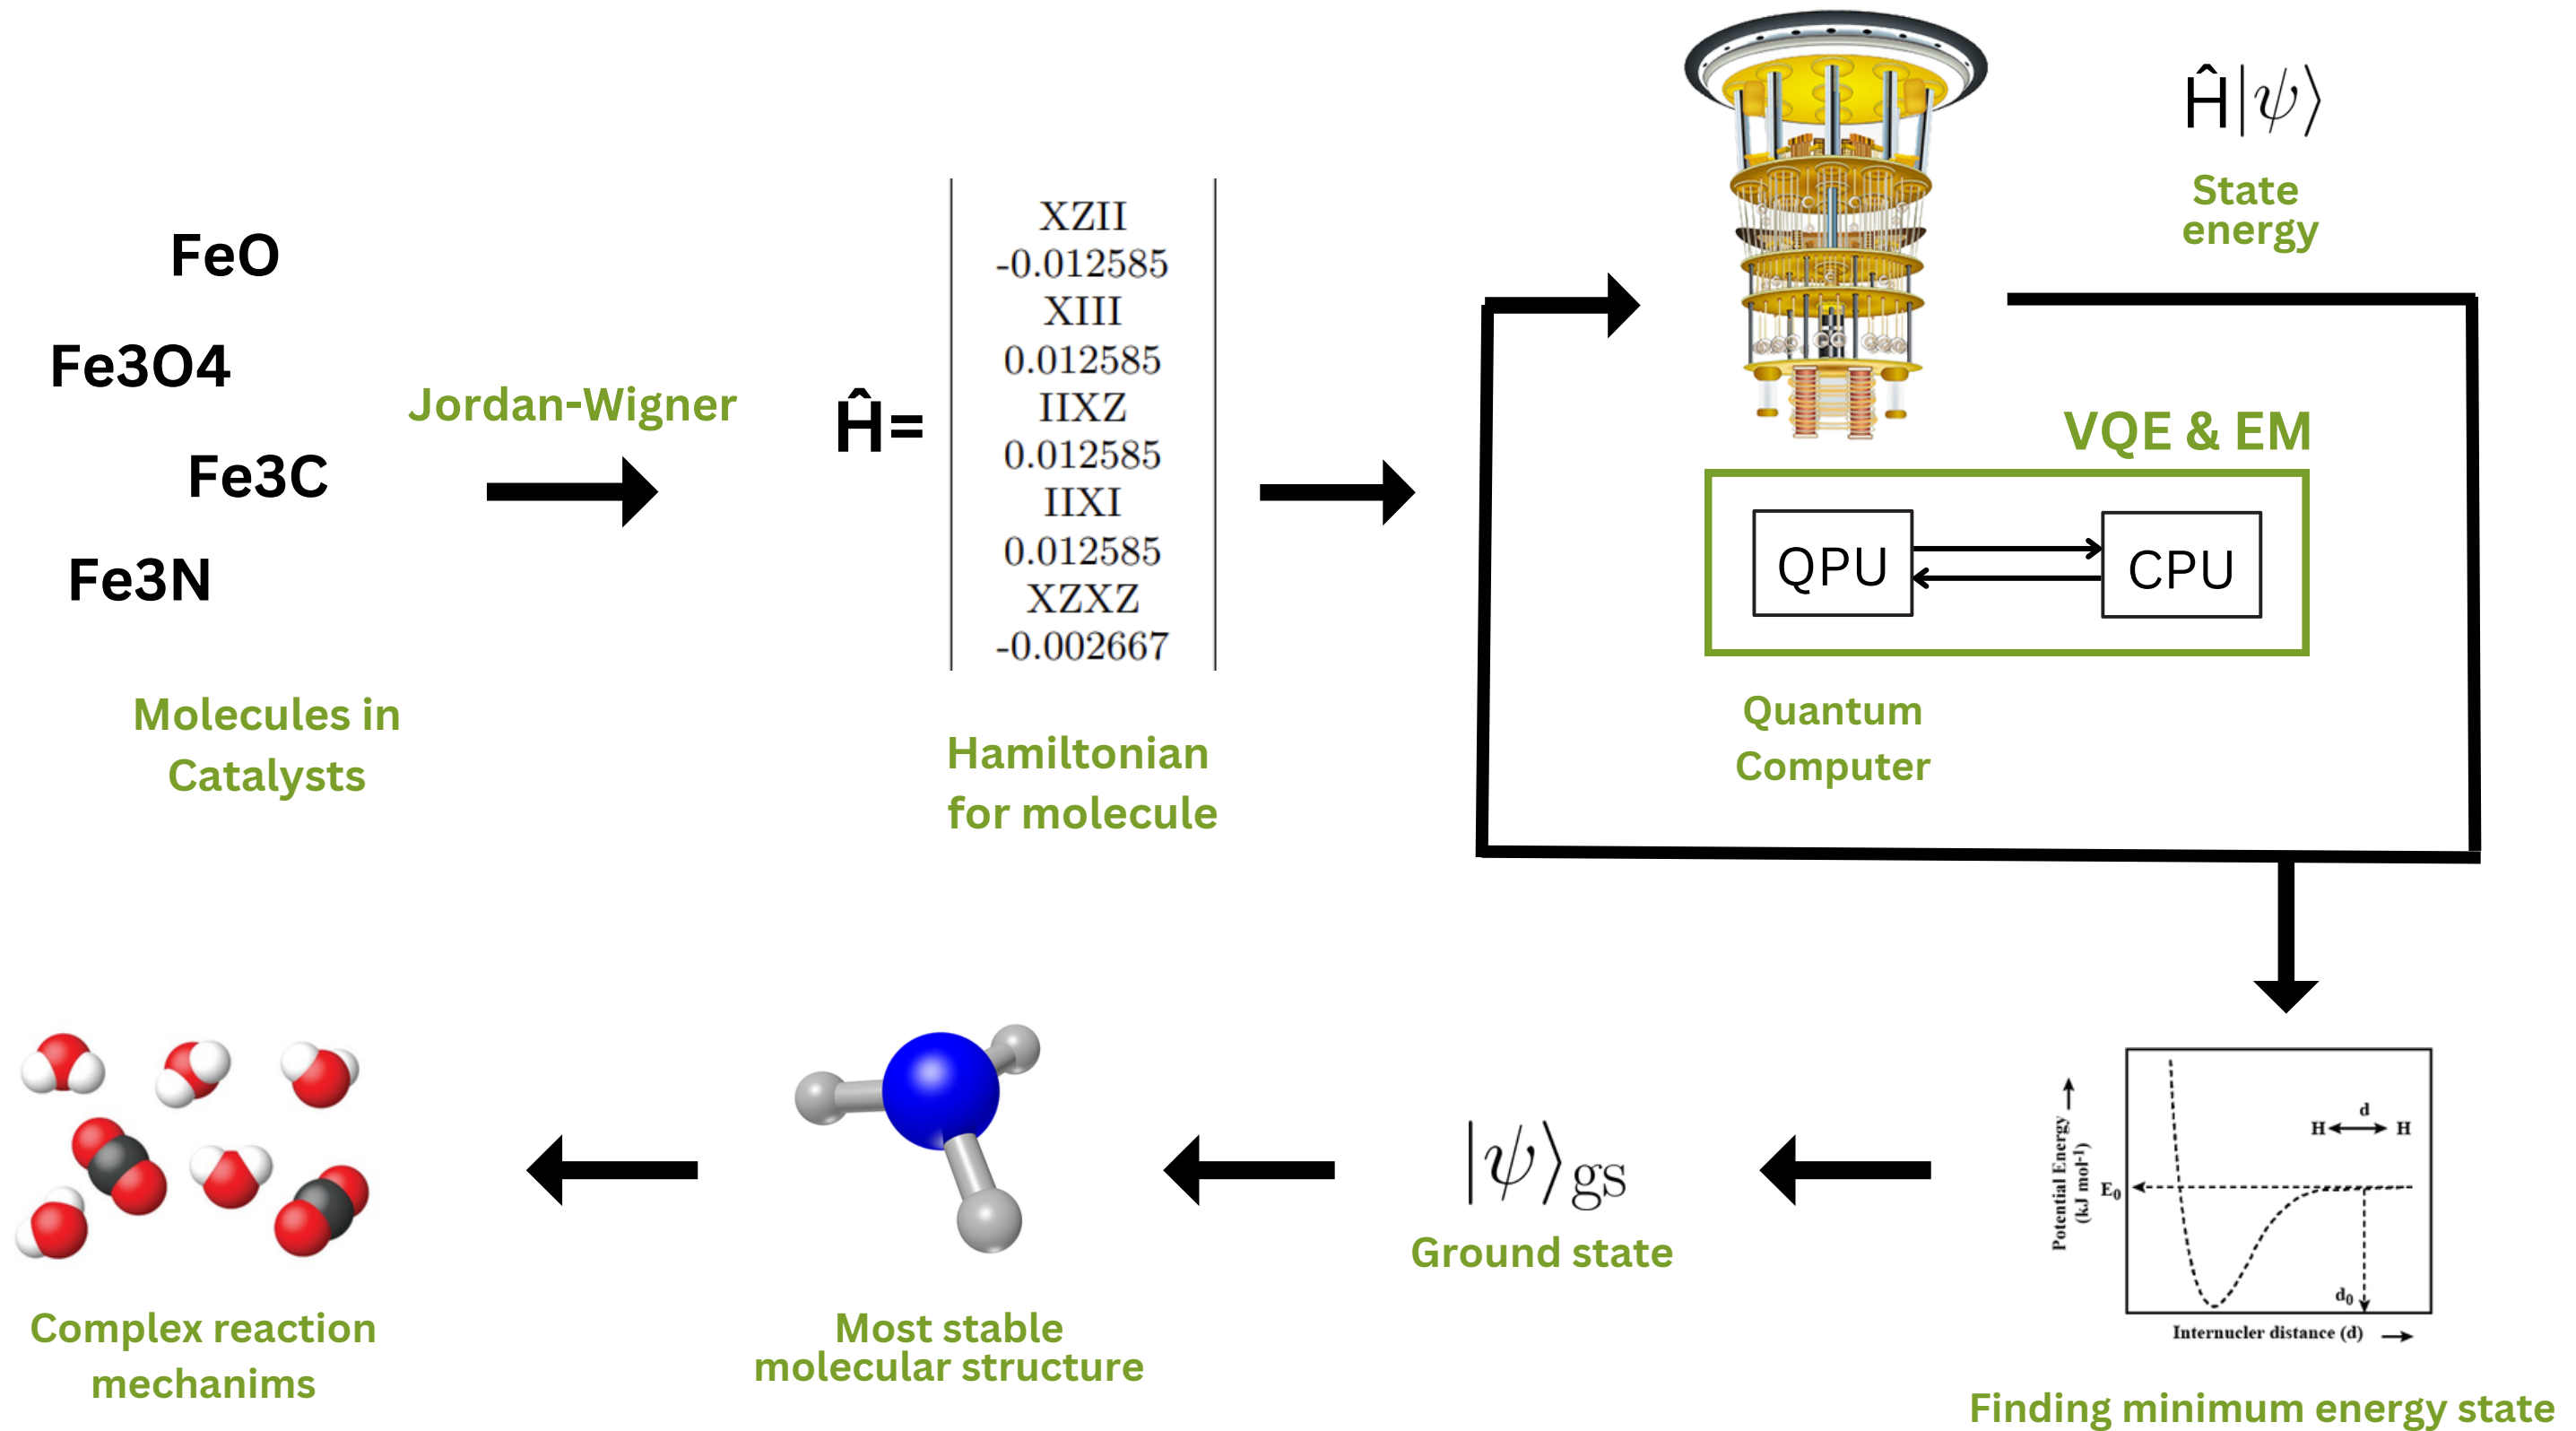 FeO
Fe3O4
Fe3C
Fe3N
Molecules in
Catalysts
Jordan-Wigner
Ĥ=
XZII
-0.012585
XIII
0.012585
IIXZ
0.012585
IIXI
0.012585
XZXZ
-0.002667
Hamiltonian
for molecule
Ĥ|ψ⟩
State
energy
VQE & EM
QPU
CPU
Quantum
Computer
Potential Energy
(kJ mol⁻¹)
d
H H
E₀
d₀
Internucler distance (d)
Finding minimum energy state
|ψ⟩gs
Ground state
Most stable
molecular structure
Complex reaction
mechanims